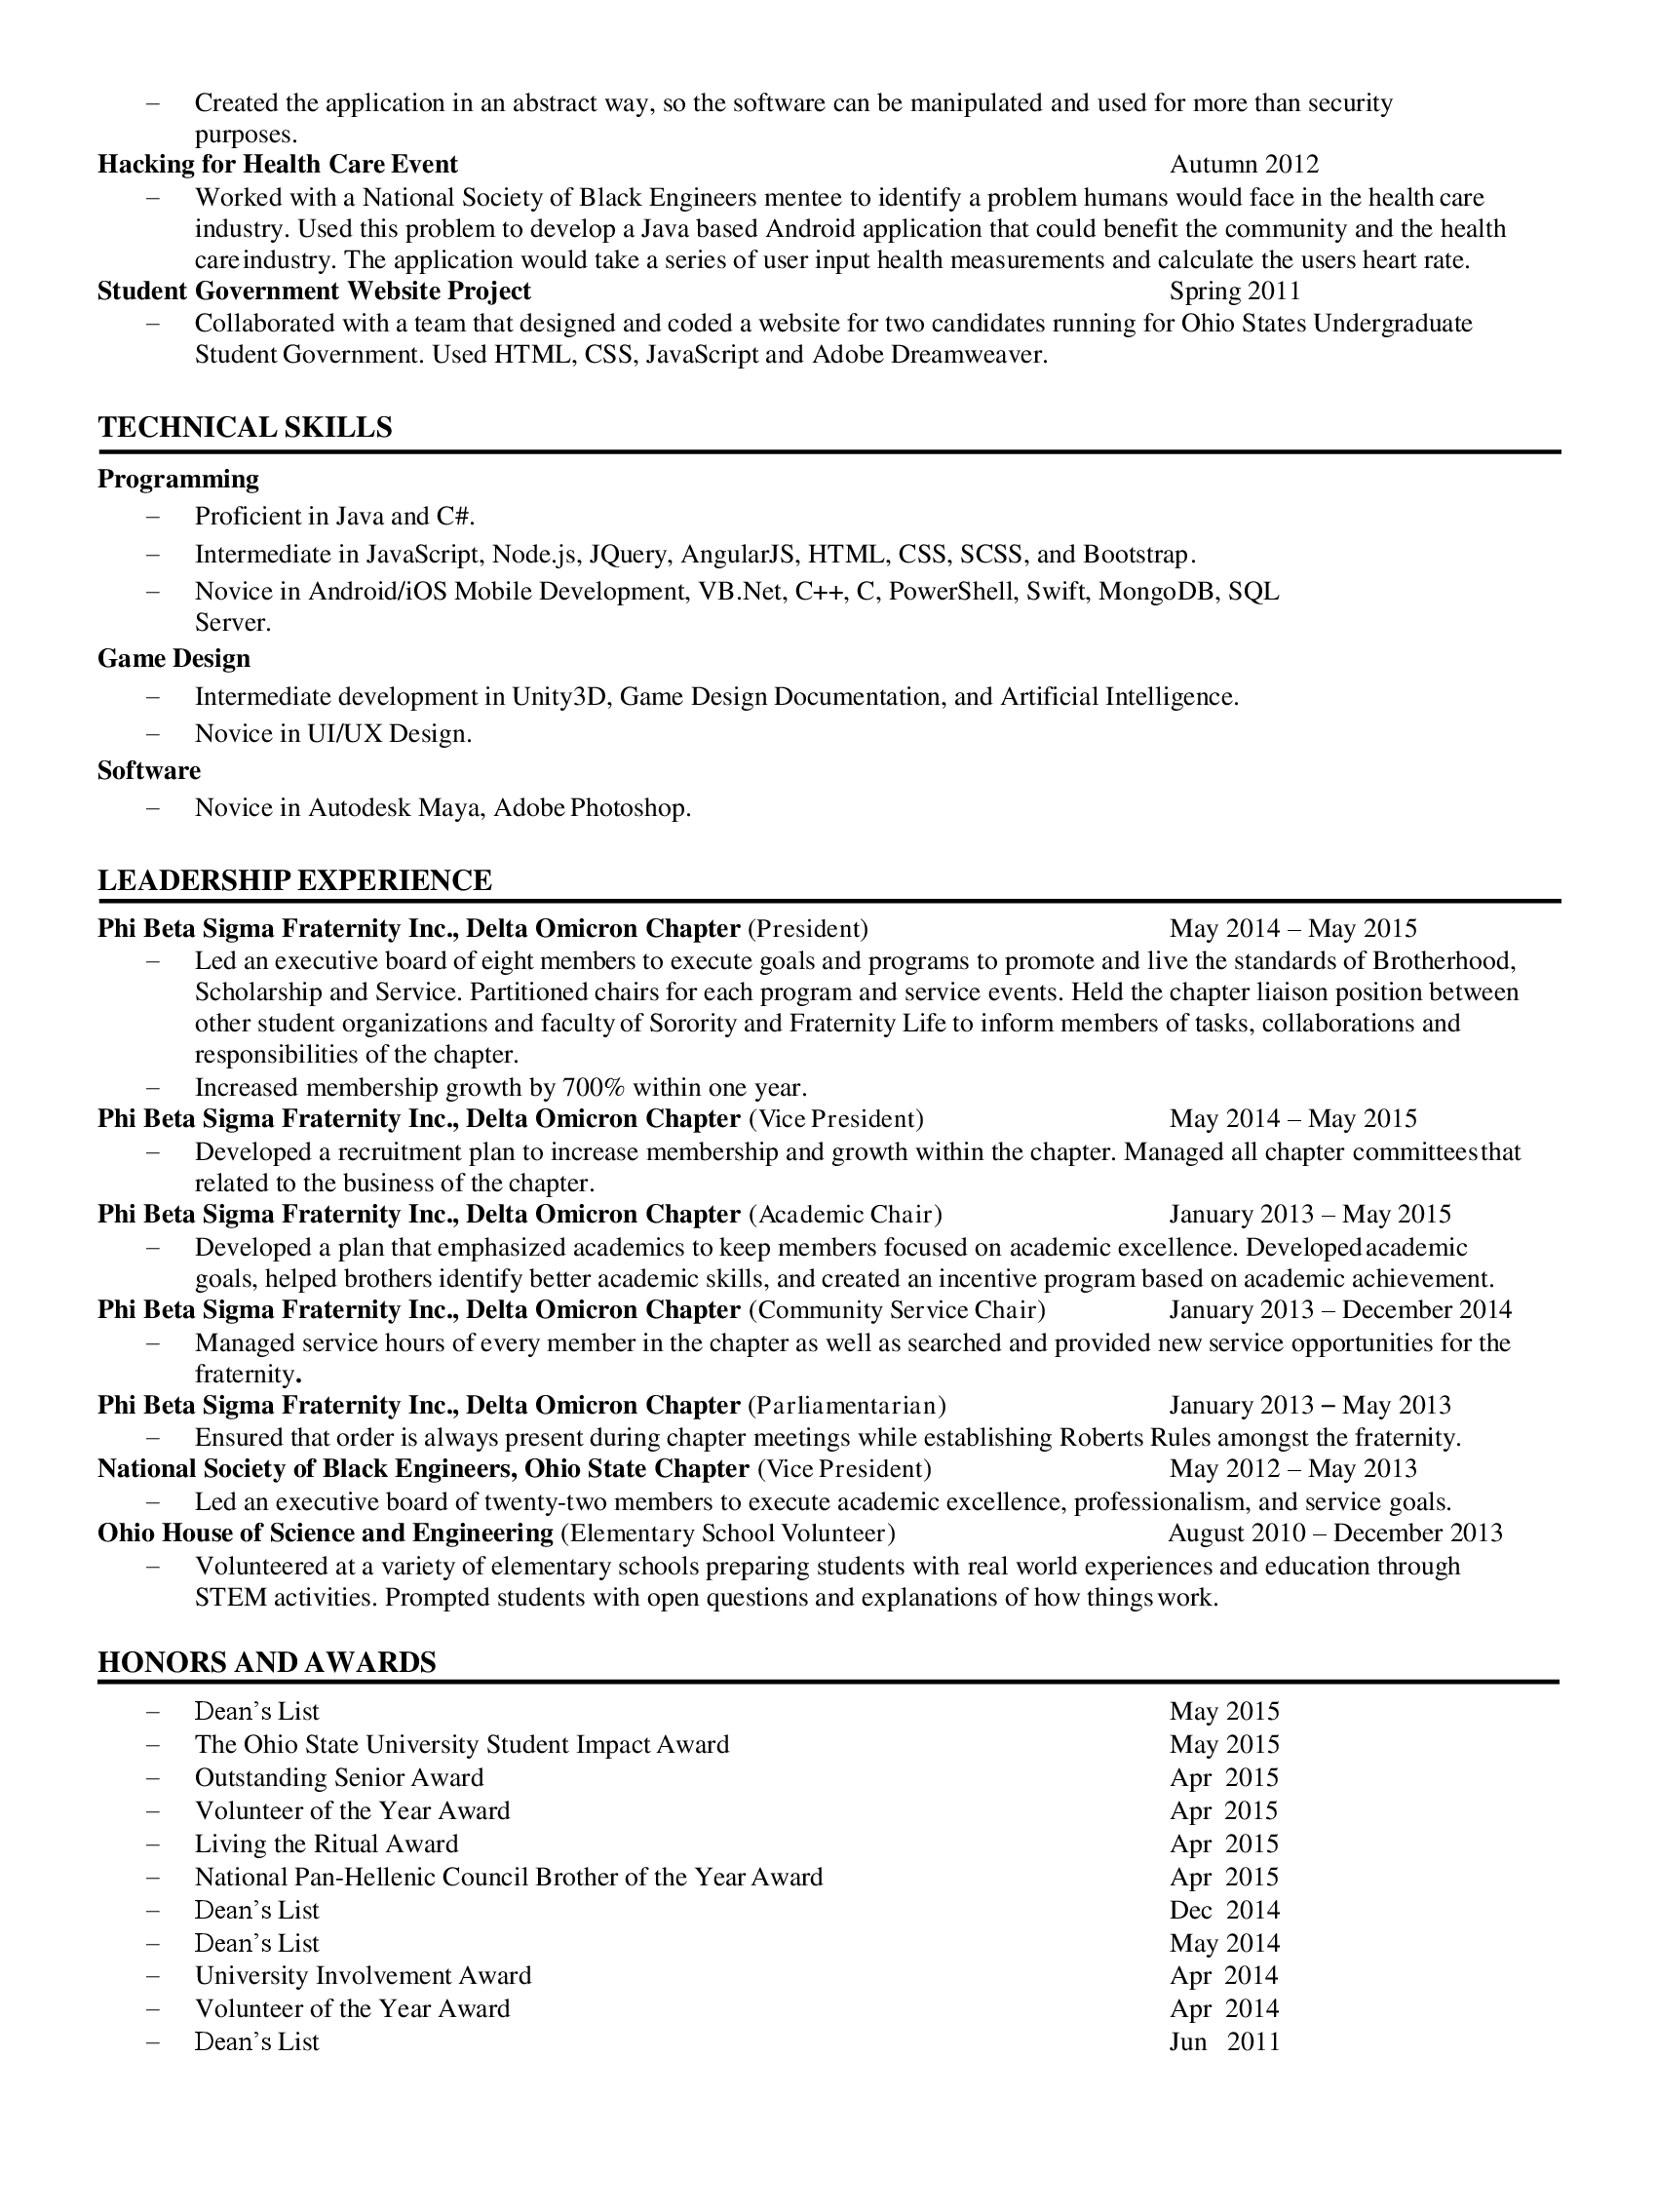 – Created the application in an abstract way, so the software can be manipulated and used for more than security
purposes.
Hacking for Health Care Event Autumn 2012
– Worked with a National Society of Black Engineers mentee to identify a problem humans would face in the health care
industry. Used this problem to develop a Java based Android application that could benefit the community and the health
care industry. The application would take a series of user input health measurements and calculate the users heart rate.
Student Government Website Project Spring 2011
– Collaborated with a team that designed and coded a website for two candidates running for Ohio States Undergraduate
Student Government. Used HTML, CSS, JavaScript and Adobe Dreamweaver.
TECHNICAL SKILLS
Programming
– Proficient in Java and C#.
– Intermediate in JavaScript, Node.js, JQuery, AngularJS, HTML, CSS, SCSS, and Bootstrap.
– Novice in Android/iOS Mobile Development, VB.Net, C++, C, PowerShell, Swift, MongoDB, SQL
Server.
Game Design
– Intermediate development in Unity3D, Game Design Documentation, and Artificial Intelligence.
– Novice in UI/UX Design.
Software
– Novice in Autodesk Maya, Adobe Photoshop.
LEADERSHIP EXPERIENCE
Phi Beta Sigma Fraternity Inc., Delta Omicron Chapter (President) May 2014 – May 2015
– Led an executive board of eight members to execute goals and programs to promote and live the standards of Brotherhood,
Scholarship and Service. Partitioned chairs for each program and service events. Held the chapter liaison position between
other student organizations and faculty of Sorority and Fraternity Life to inform members of tasks, collaborations and
responsibilities of the chapter.
– Increased membership growth by 700% within one year.
Phi Beta Sigma Fraternity Inc., Delta Omicron Chapter (Vice President) May 2014 – May 2015
– Developed a recruitment plan to increase membership and growth within the chapter. Managed all chapter committees that
related to the business of the chapter.
Phi Beta Sigma Fraternity Inc., Delta Omicron Chapter (Academic Chair) January 2013 – May 2015
– Developed a plan that emphasized academics to keep members focused on academic excellence. Developed academic
goals, helped brothers identify better academic skills, and created an incentive program based on academic achievement.
Phi Beta Sigma Fraternity Inc., Delta Omicron Chapter (Community Service Chair) January 2013 – December 2014
– Managed service hours of every member in the chapter as well as searched and provided new service opportunities for the
fraternity.
Phi Beta Sigma Fraternity Inc., Delta Omicron Chapter (Parliamentarian) January 2013 – May 2013
– Ensured that order is always present during chapter meetings while establishing Roberts Rules amongst the fraternity.
National Society of Black Engineers, Ohio State Chapter (Vice President) May 2012 – May 2013
– Led an executive board of twenty-two members to execute academic excellence, professionalism, and service goals.
Ohio House of Science and Engineering (Elementary School Volunteer) August 2010 – December 2013
– Volunteered at a variety of elementary schools preparing students with real world experiences and education through
STEM activities. Prompted students with open questions and explanations of how things work.
HONORS AND AWARDS
– Dean’s List May 2015
– The Ohio State University Student Impact Award May 2015
– Outstanding Senior Award Apr 2015
– Volunteer of the Year Award Apr 2015
– Living the Ritual Award Apr 2015
– National Pan-Hellenic Council Brother of the Year Award Apr 2015
– Dean’s List Dec 2014
– Dean’s List May 2014
– University Involvement Award Apr 2014
– Volunteer of the Year Award Apr 2014
– Dean’s List Jun 2011